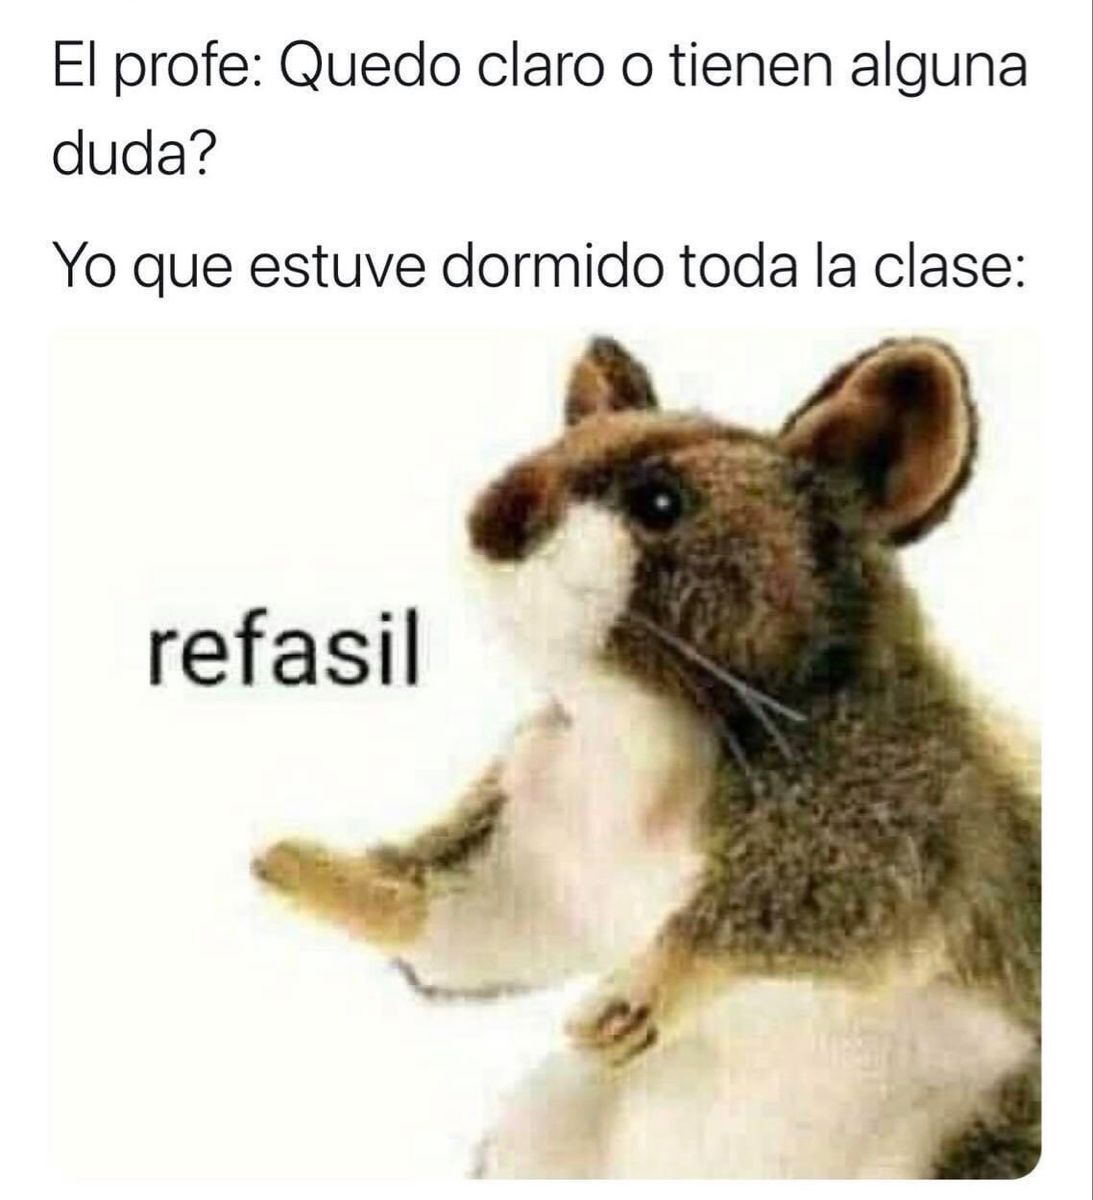 El profe: Quedo claro o tienen alguna
duda?
Yo que estuve dormido toda la clase:
refasil